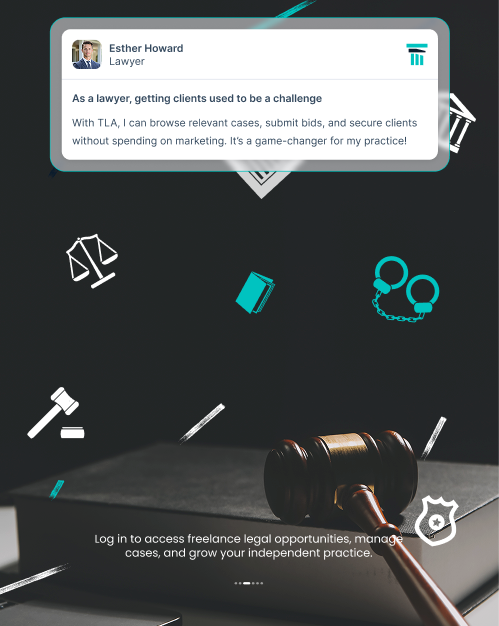 Esther Howard
Lawyer
As a lawyer, getting clients used to be a challenge
With TLA, I can browse relevant cases, submit bids, and secure clients
without spending on marketing. It's a game-changer for my practice!
Log in to access freelance legal opportunities, manage
cases, and grow your independent practice.